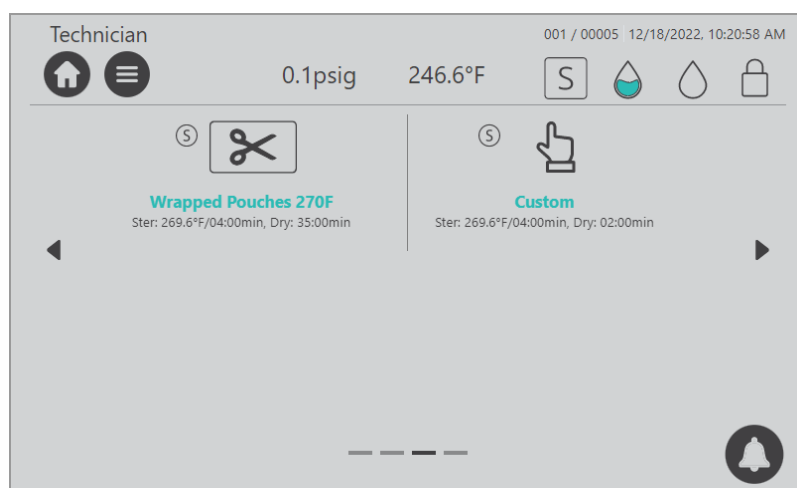 Technician
001 / 00005 12/18/2022, 10:20:58 AM
0.1psig 246.6°F S
S
Wrapped Pouches 270F
Ster: 269.6°F/04:00min, Dry: 35:00min
S
Custom
Ster: 269.6°F/04:00min, Dry: 02:00min